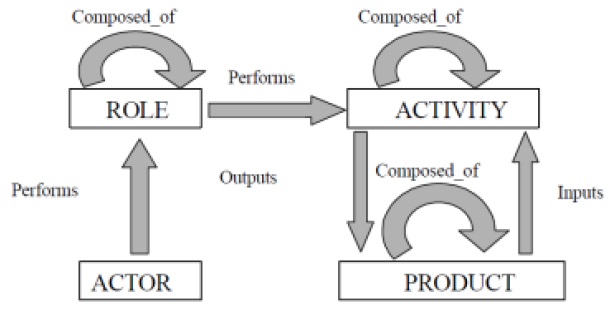 Composed_of
Composed_of
Performs
ROLE
ACTIVITY
Composed_of
Performs
Outputs
Inputs
ACTOR
PRODUCT